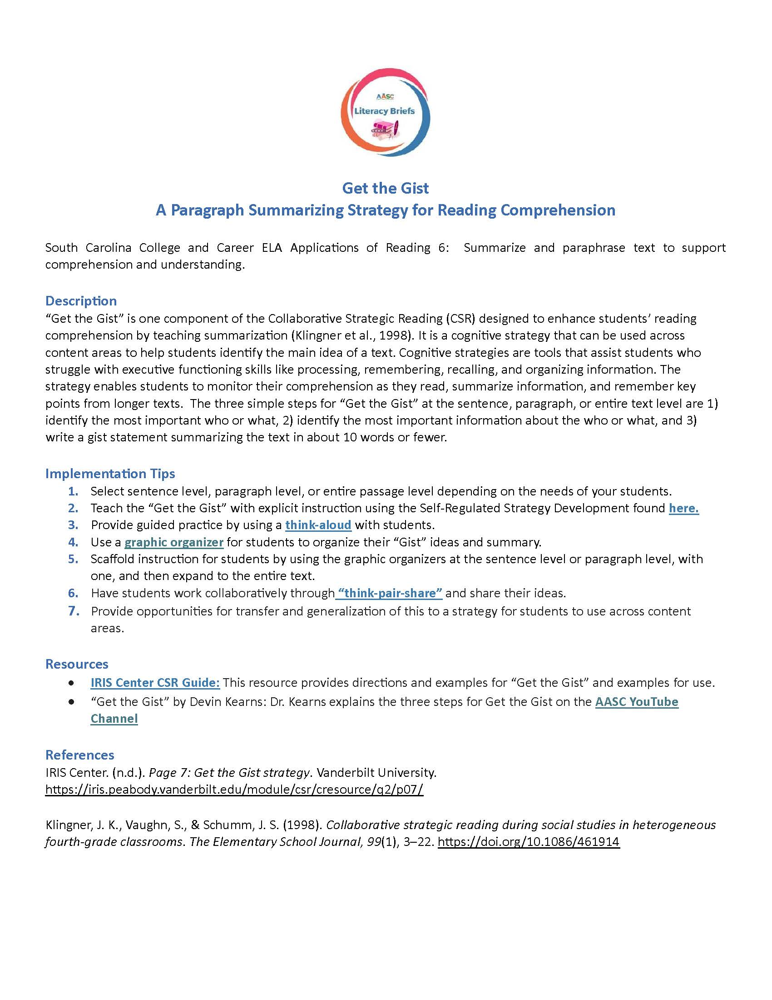 AASC
Literacy Briefs
Get the Gist
A Paragraph Summarizing Strategy for Reading Comprehension
South Carolina College and Career ELA Applications of Reading 6:  Summarize and paraphrase text to support
comprehension and understanding.
Description
“Get the Gist” is one component of the Collaborative Strategic Reading (CSR) designed to enhance students’ reading
comprehension by teaching summarization (Klingner et al., 1998). It is a cognitive strategy that can be used across
content areas to help students identify the main idea of a text. Cognitive strategies are tools that assist students who
struggle with executive functioning skills like processing, remembering, recalling, and organizing information. The
strategy enables students to monitor their comprehension as they read, summarize information, and remember key
points from longer texts.  The three simple steps for “Get the Gist” at the sentence, paragraph, or entire text level are 1)
identify the most important who or what, 2) identify the most important information about the who or what, and 3)
write a gist statement summarizing the text in about 10 words or fewer.
Implementation Tips
1. Select sentence level, paragraph level, or entire passage level depending on the needs of your students.
2. Teach the “Get the Gist” with explicit instruction using the Self-Regulated Strategy Development found here.
3. Provide guided practice by using a think-aloud with students.
4. Use a graphic organizer for students to organize their “Gist” ideas and summary.
5. Scaffold instruction for students by using the graphic organizers at the sentence level or paragraph level, with
one, and then expand to the entire text.
6. Have students work collaboratively through “think-pair-share” and share their ideas.
7. Provide opportunities for transfer and generalization of this to a strategy for students to use across content
areas.
Resources
• IRIS Center CSR Guide: This resource provides directions and examples for “Get the Gist” and examples for use.
• “Get the Gist” by Devin Kearns: Dr. Kearns explains the three steps for Get the Gist on the AASC YouTube
Channel
References
IRIS Center. (n.d.). Page 7: Get the Gist strategy. Vanderbilt University.
https://iris.peabody.vanderbilt.edu/module/csr/cresource/q2/p07/
Klingner, J. K., Vaughn, S., & Schumm, J. S. (1998). Collaborative strategic reading during social studies in heterogeneous
fourth-grade classrooms. The Elementary School Journal, 99(1), 3–22. https://doi.org/10.1086/461914